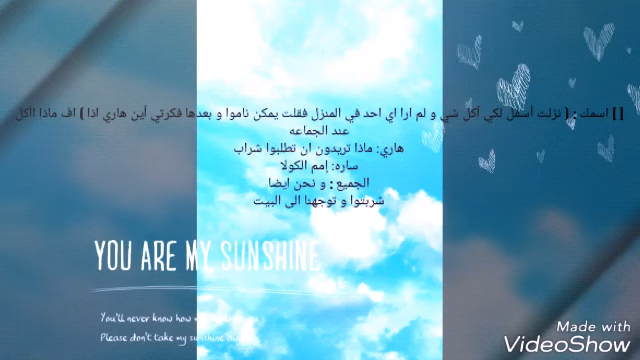 [] اسمك : ( نزلت أسفل لكي آكل شي و لم ارا اي احد في المنزل فقلت يمكن ناموا و بعدها فكرتي أين هاري اذا ) اف ماذا ااكل
عند الجماعه
هاري: ماذا تريدون ان تطلبوا شراب
ساره: إمم الكولا
الجميع : و نحن ايضا
شربتوا و توجهنا الى البيت
YOU ARE MY SUNSHINE
You'll never know how
Please don't take my sunshine
Made with
VideoShow